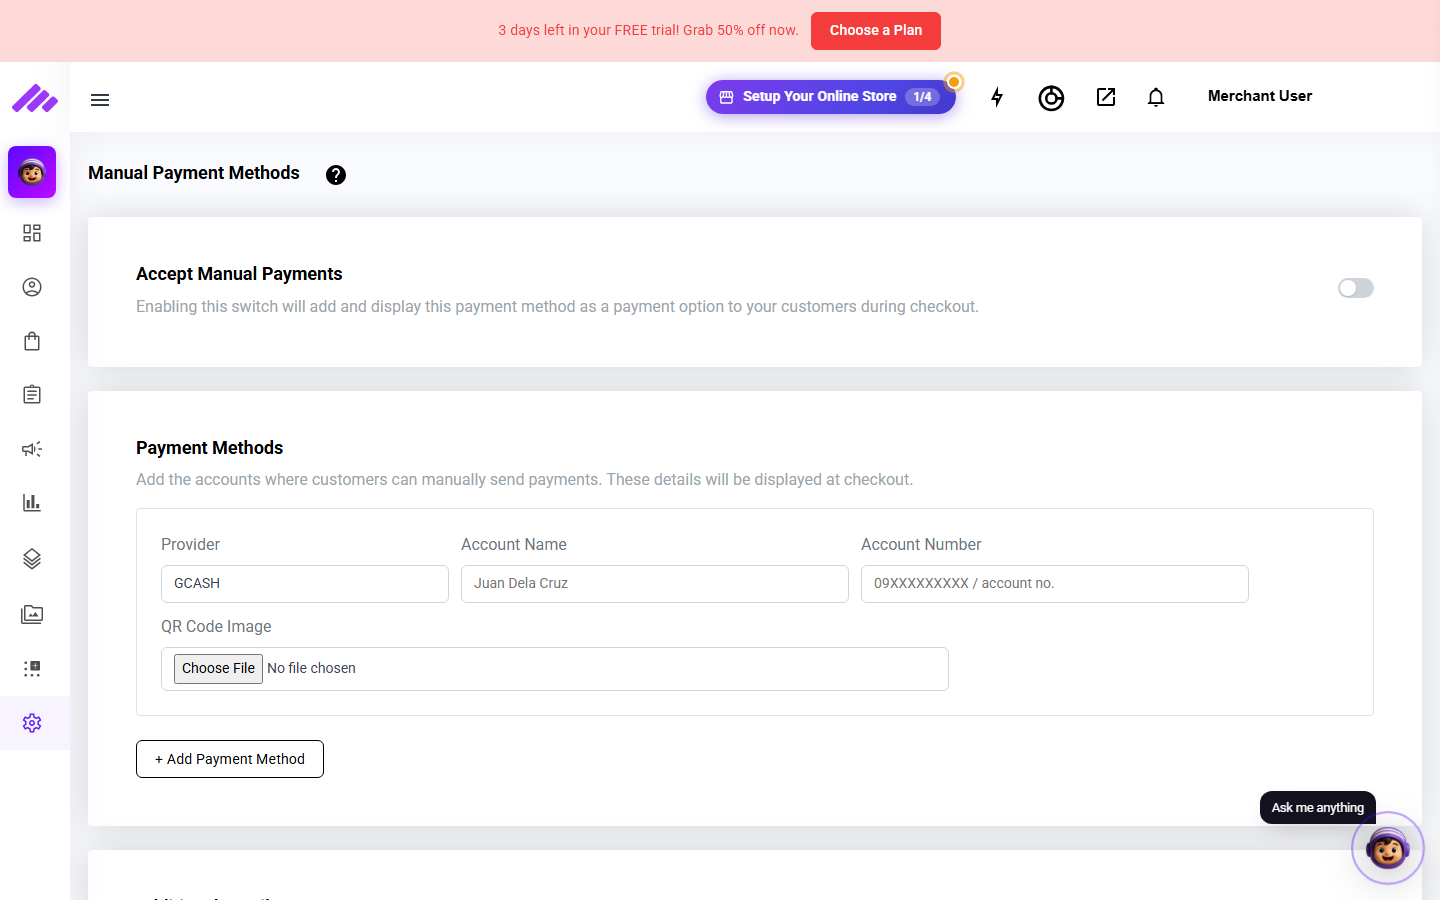 3 days left in your FREE trial! Grab 50% off now.
Choose a Plan
Setup Your Online Store 1/4
Merchant User
Manual Payment Methods
Accept Manual Payments
Enabling this switch will add and display this payment method as a payment option to your customers during checkout.
Payment Methods
Add the accounts where customers can manually send payments. These details will be displayed at checkout.
Provider
Account Name
Account Number
GCASH
Juan Dela Cruz
09XXXXXXXXX / account no.
QR Code Image
Choose File No file chosen
+ Add Payment Method
Ask me anything